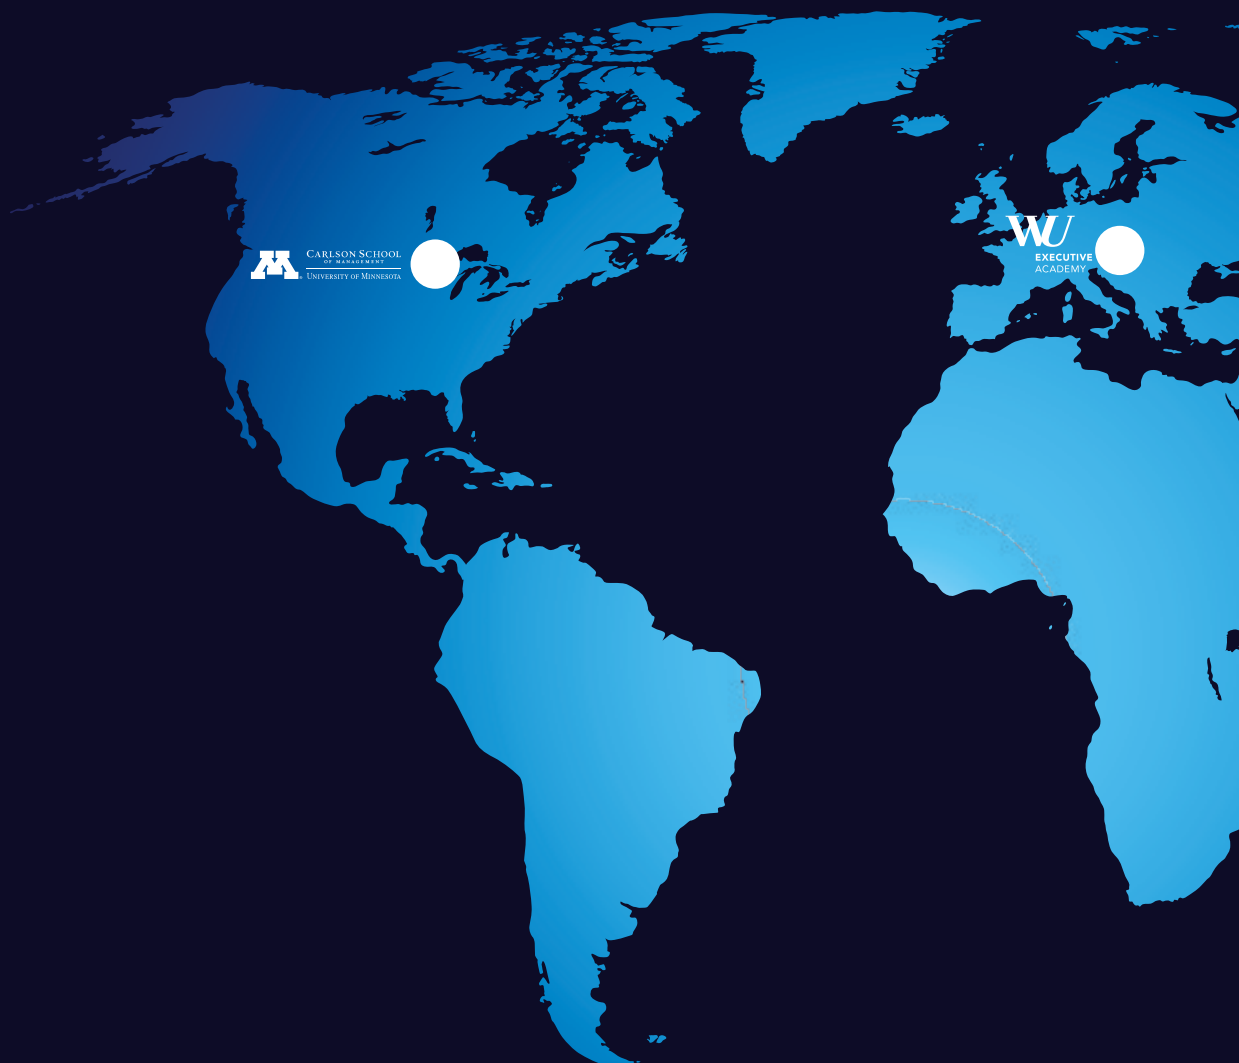 M
CARLSON SCHOOL
OF MANAGEMENT
UNIVERSITY OF MINNESOTA
WU
EXECUTIVE
ACADEMY